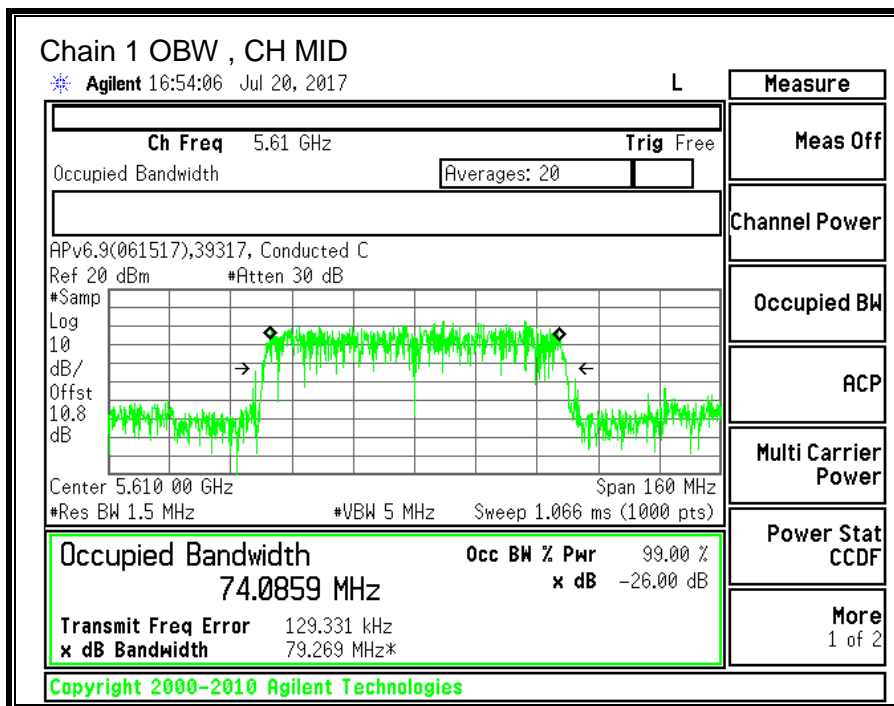 Chain 1 OBW , CH MID
Agilent 16:54:06 Jul 20, 2017 L
Measure
Ch Freq 5.61 GHz Trig Free
Occupied Bandwidth Averages: 20
APv6.9(061517),39317, Conducted C
Ref 20 dBm #Atten 30 dB
#Samp
Log
10
dB/
Offst
10.8
dB
Center 5.610 00 GHz Span 160 MHz
#Res BW 1.5 MHz #VBW 5 MHz Sweep 1.066 ms (1000 pts)
Occupied Bandwidth Occ BW % Pwr 99.00 %
74.0859 MHz x dB -26.00 dB
Transmit Freq Error 129.331 kHz
x dB Bandwidth 79.269 MHz*
Copyright 2000-2010 Agilent Technologies
Meas Off
Channel Power
Occupied BW
ACP
Multi Carrier
Power
Power Stat
CCDF
More
1 of 2